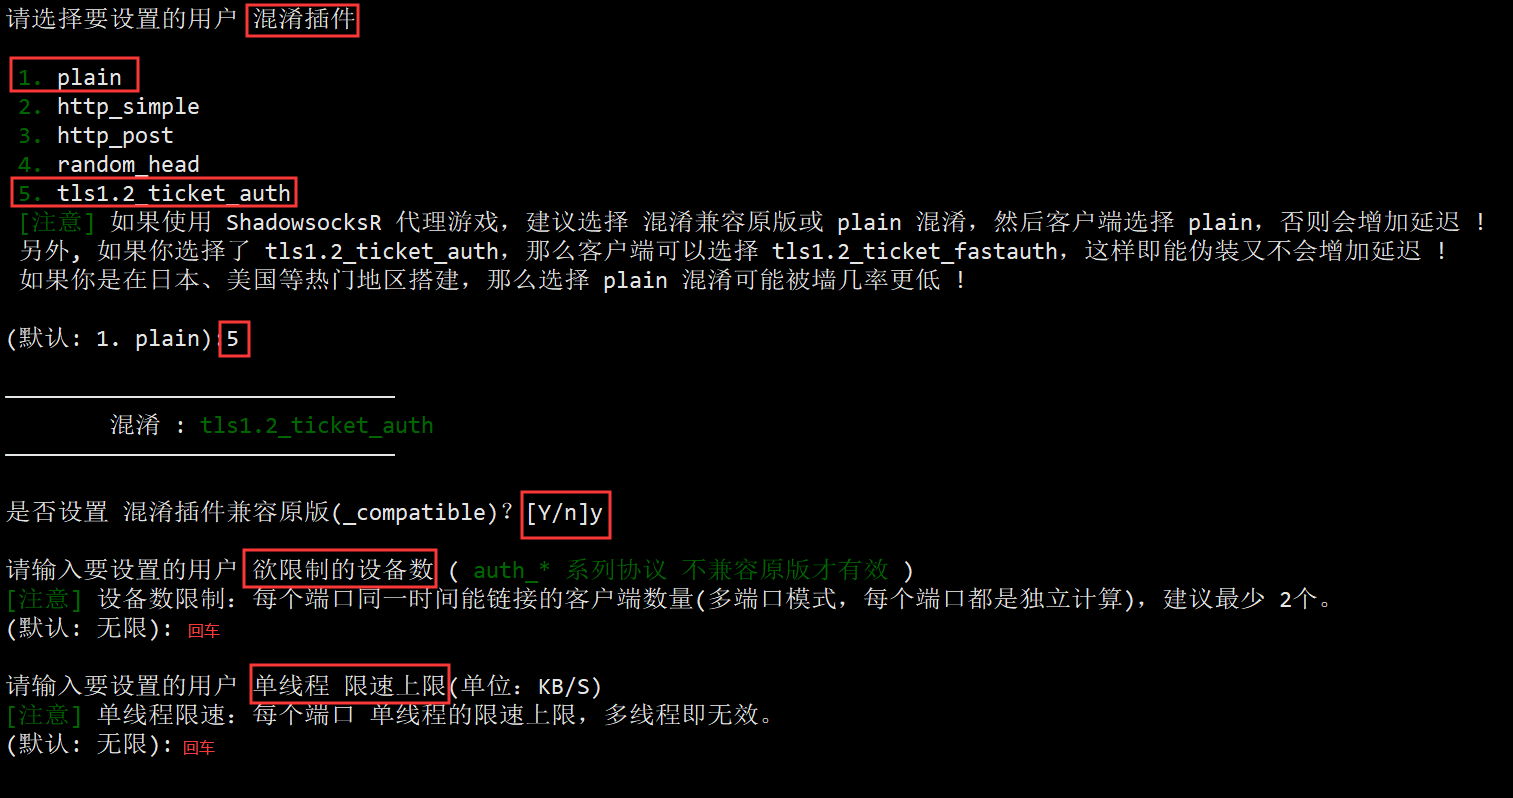 请选择要设置的用户 混淆插件
1. plain
2. http_simple
3. http_post
4. random_head
5. tls1.2_ticket_auth
[注意] 如果使用 ShadowsocksR 代理游戏，建议选择 混淆兼容原版或 plain 混淆，然后客户端选择 plain，否则会增加延迟 !
另外, 如果你选择了 tls1.2_ticket_auth，那么客户端可以选择 tls1.2_ticket_fastauth，这样即能伪装又不会增加延迟 !
如果你是在日本、美国等热门地区搭建，那么选择 plain 混淆可能被墙几率更低 !
(默认: 1. plain):5
混淆 : tls1.2_ticket_auth
是否设置 混淆插件兼容原版(_compatible)？[Y/n]y
请输入要设置的用户 欲限制的设备数 ( auth_* 系列协议 不兼容原版才有效 )
[注意] 设备数限制：每个端口同一时间能链接的客户端数量(多端口模式，每个端口都是独立计算)，建议最少 2个。
(默认: 无限): 回车
请输入要设置的用户 单线程 限速上限(单位：KB/S)
[注意] 单线程限速：每个端口 单线程的限速上限，多线程即无效。
(默认: 无限): 回车